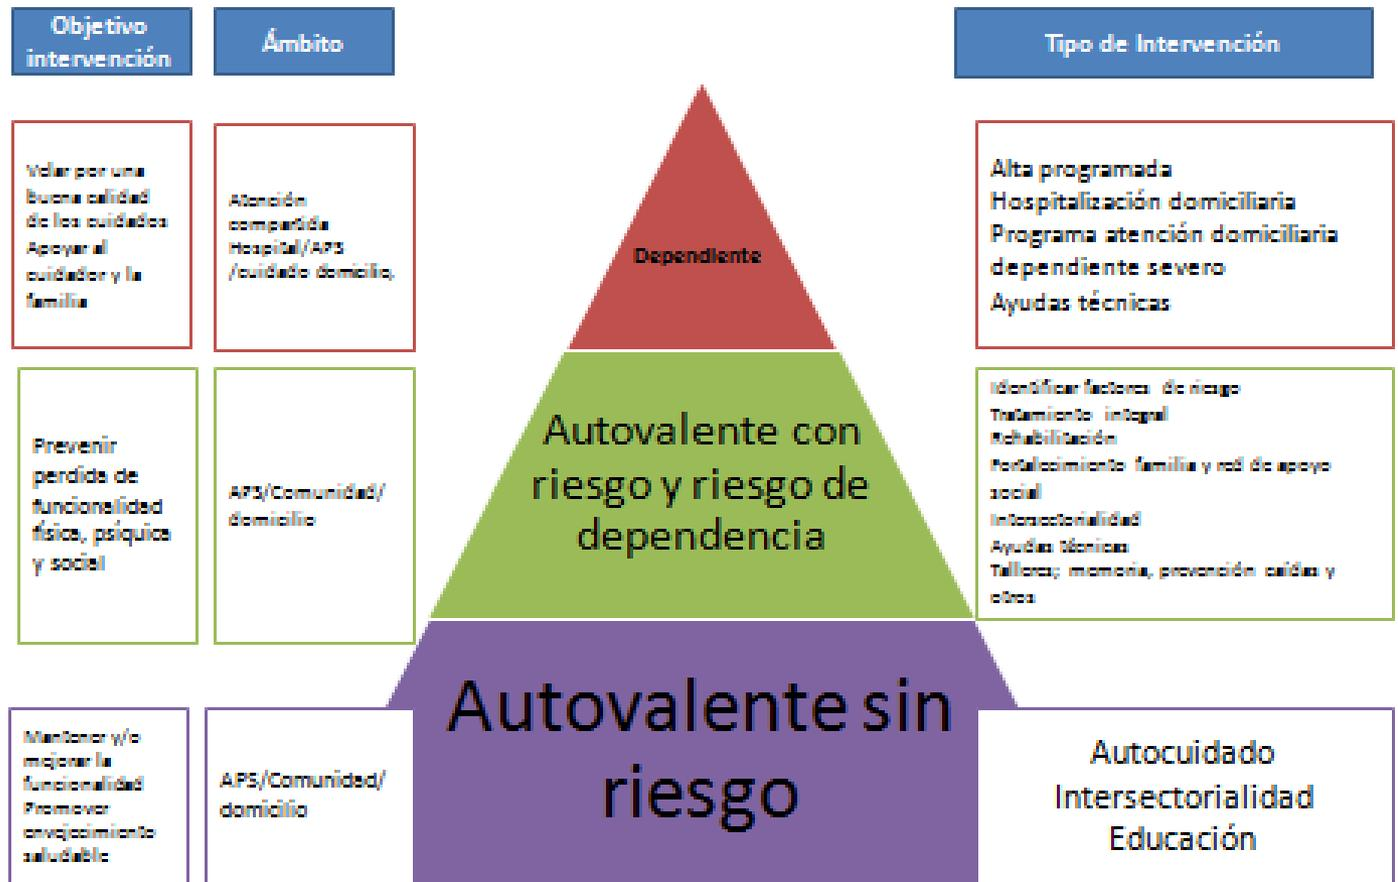 Objetivo
intervención
Ámbito
Tipo de Intervención
Velar por una
buena calidad
de los cuidados
Apoyar al
cuidador y la
familia
Atención
compartida
Hospital/APS
/cuidado domicilio,
Dependiente
Alta programada
Hospitalización domiciliaria
Programa atención domiciliaria
dependiente severo
Ayudas técnicas
Prevenir
perdida de
funcionalidad
física, psíquica
y social
APS/Comunidad/
domicilio
Autovalente con
riesgo y riesgo de
dependencia
Identificar factores de riesgo
Tratamiento integral
Rehabilitación
Fortalecimiento familia y red de apoyo
social
Intersectorialidad
Ayudas técnicas
Talleres; memoria, prevención caídas y
otros
Mantener y/o
mejorar la
funcionalidad
Promover
envejecimiento
saludable
APS/Comunidad/
domicilio
Autovalente sin
riesgo
Autocuidado
Intersectorialidad
Educación